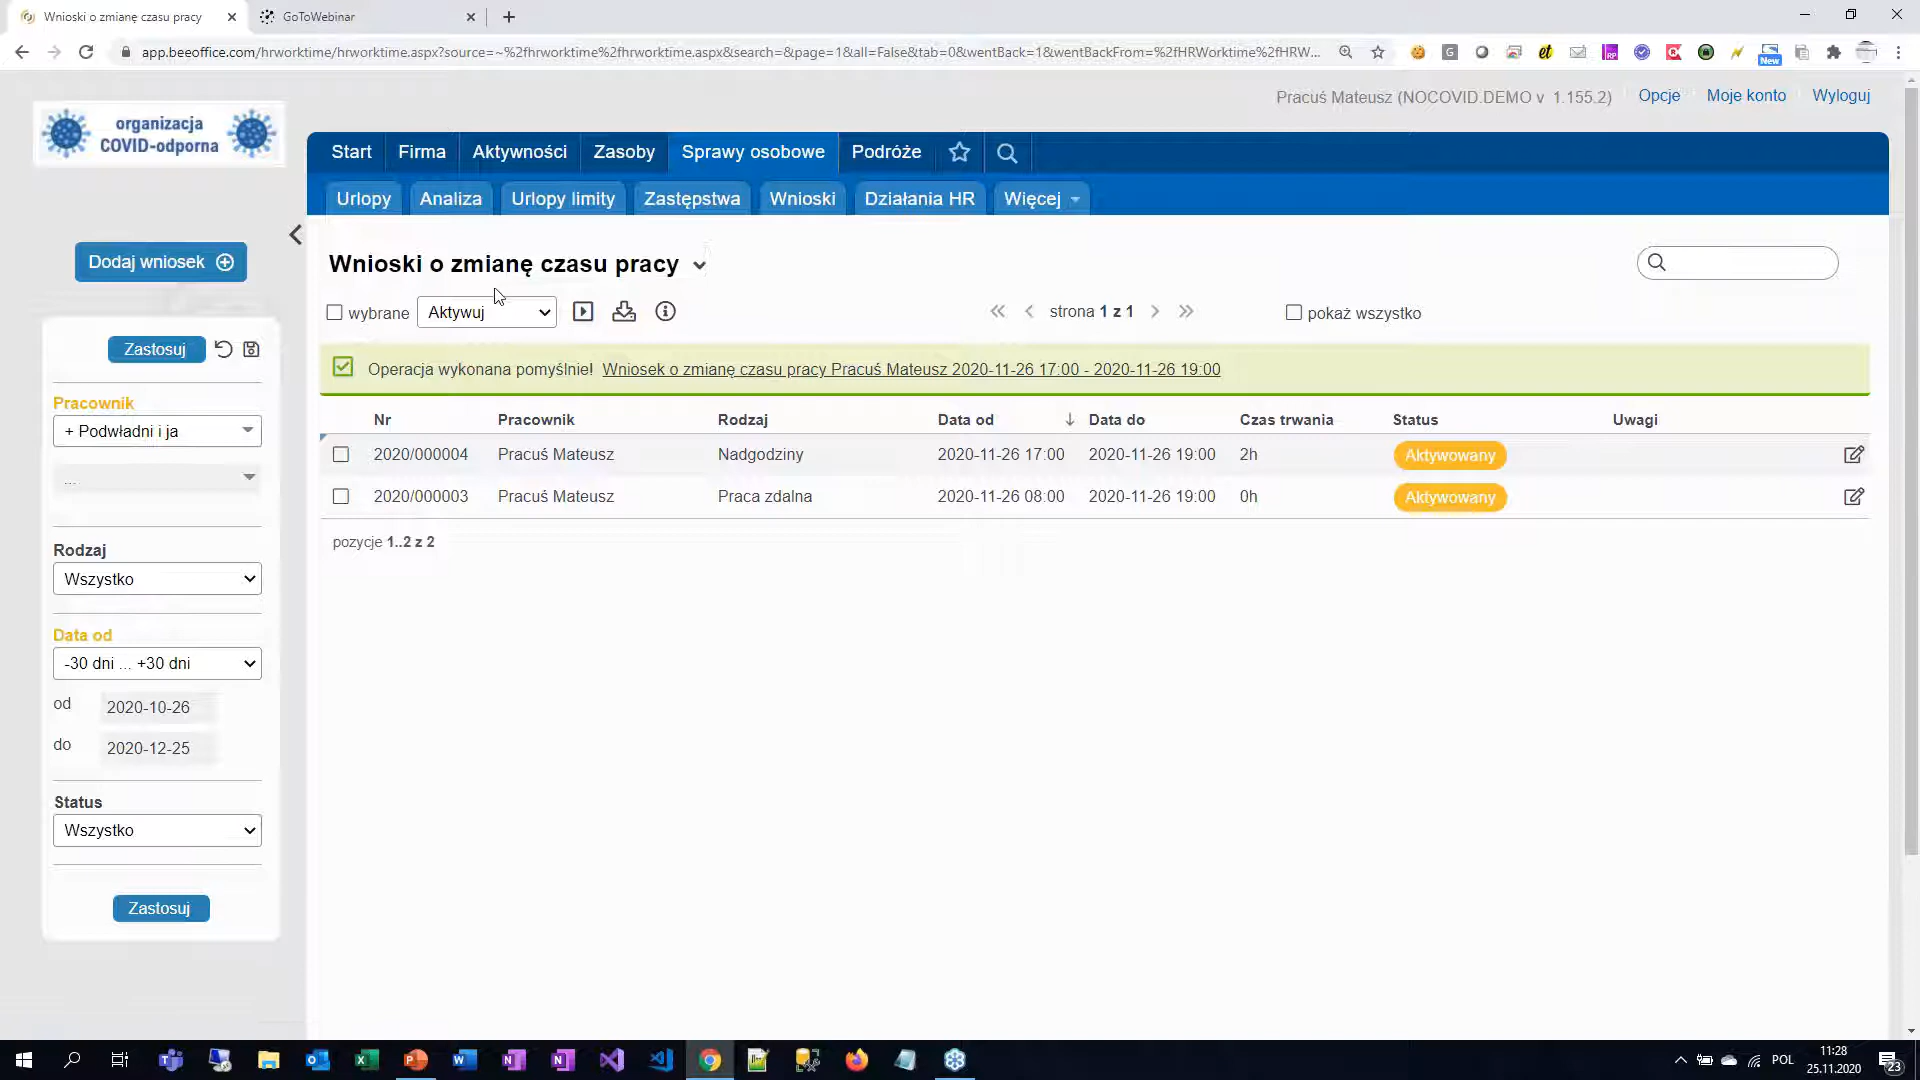 Wnioski o zmianę czasu pracy
GoToWebinar
app.beeoffice.com/hrworktime/hrworktime.aspx?source=~%2fhrworktime%2fhrworktime.aspx&search=&page=1&all=False&tab=0&wentBack=1&wentBackFrom=%2fHRWorktime%2fHRW...
New
organizacja
COVID-odporna
Pracuś Mateusz (NOCOVID.DEMO v 1.155.2)
Opcje
Moje konto
Wyloguj
Start
Firma
Aktywności
Zasoby
Sprawy osobowe
Podróże
Urlopy
Analiza
Urlopy limity
Zastępstwa
Wnioski
Działania HR
Więcej
Dodaj wniosek
Zastosuj
Pracownik
+ Podwładni i ja
...
Rodzaj
Wszystko
Data od
-30 dni ... +30 dni
od 2020-10-26
do 2020-12-25
Status
Wszystko
Zastosuj
Wnioski o zmianę czasu pracy
wybrane
Aktywuj
strona 1 z 1
pokaż wszystko
Operacja wykonana pomyślnie! Wniosek o zmianę czasu pracy Pracuś Mateusz 2020-11-26 17:00 - 2020-11-26 19:00
Nr Pracownik Rodzaj Data od Data do Czas trwania Status Uwagi
2020/000004 Pracuś Mateusz Nadgodziny 2020-11-26 17:00 2020-11-26 19:00 2h Aktywowany
2020/000003 Pracuś Mateusz Praca zdalna 2020-11-26 08:00 2020-11-26 19:00 0h Aktywowany
pozycje 1..2 z 2
POL
11:28
25.11.2020
23